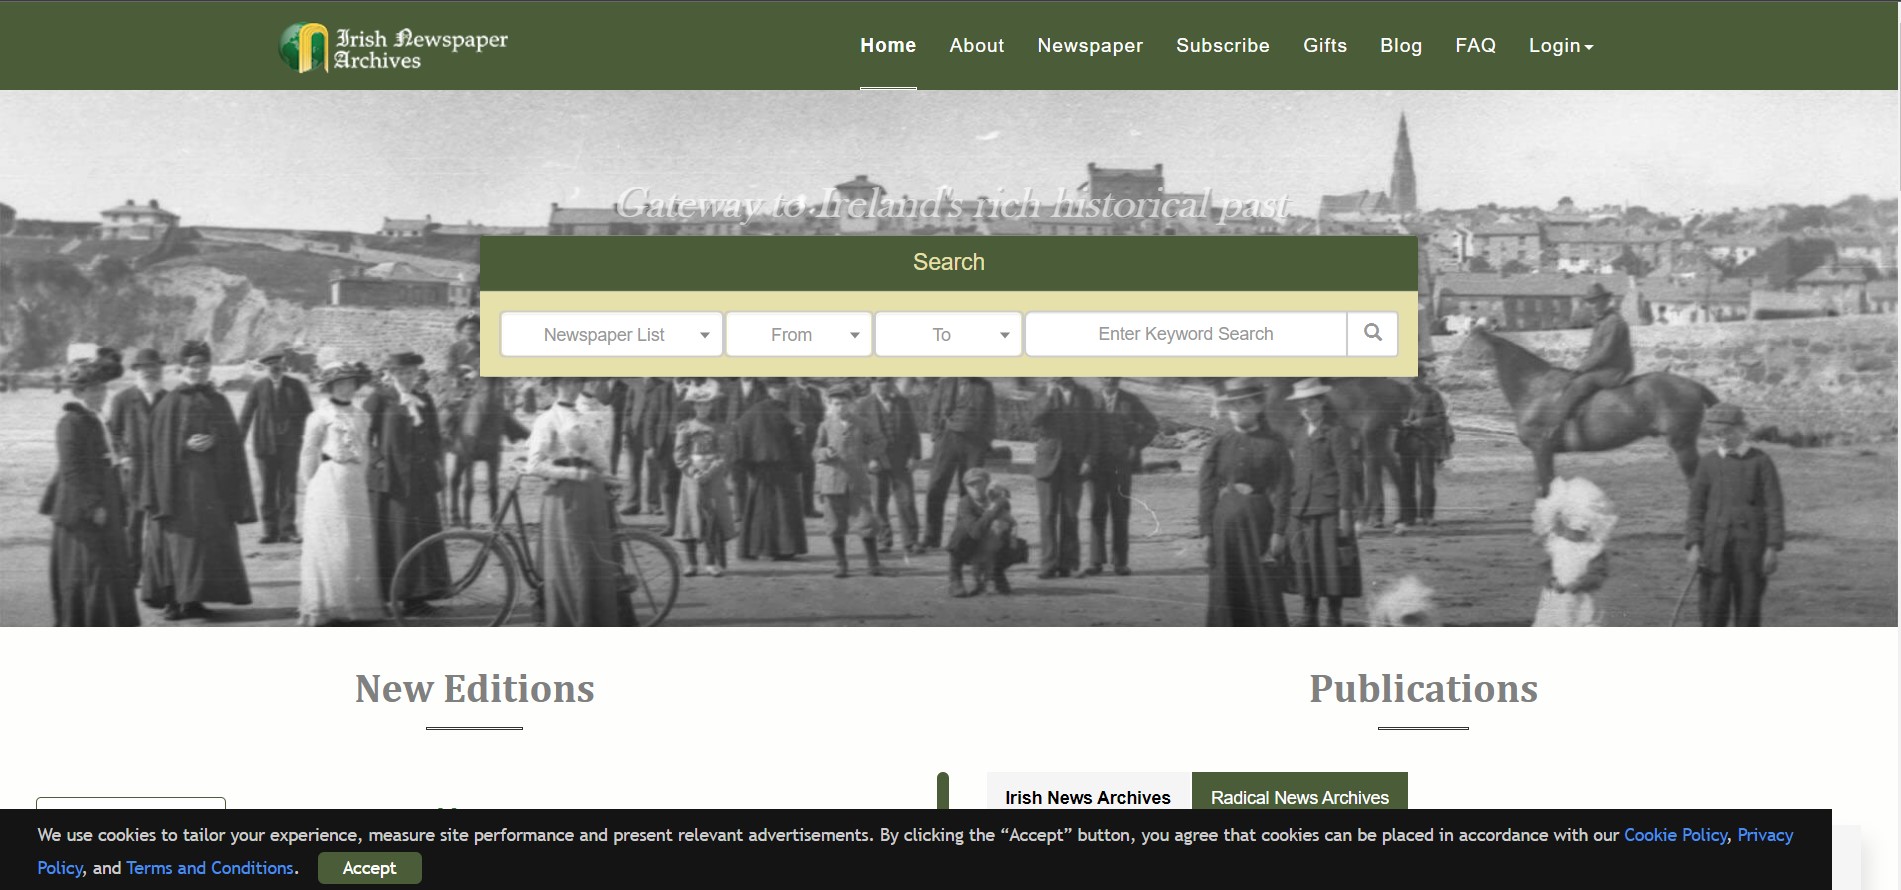 Irish Newspaper
Archives
Home About Newspaper Subscribe Gifts Blog FAQ Login
Gateway to Ireland's rich historical past
Search
Newspaper List From To Enter Keyword Search
New Editions Publications
Irish News Archives Radical News Archives
We use cookies to tailor your experience, measure site performance and present relevant advertisements. By clicking the “Accept” button, you agree that cookies can be placed in accordance with our Cookie Policy, Privacy
Policy, and Terms and Conditions. Accept